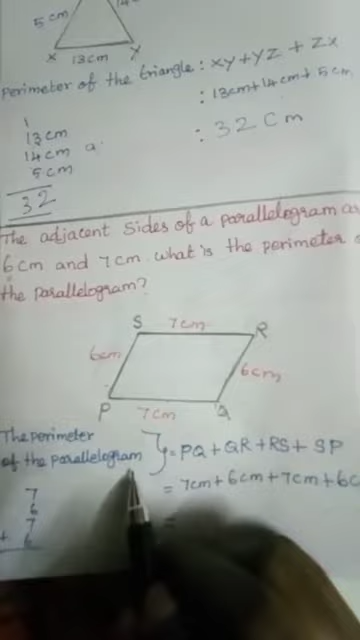 5cm
14
X 13cm Y
Perimeter of the triangle : XY + YZ + ZX
: 13cm + 14cm + 5cm
: 32 cm
1
13cm
14cm a
5cm
32
The adjacent sides of a parallelogram a
6cm and 7cm. what is the perimeter o
the parallelogram?
S 7cm R
6cm 6cm
P 7cm Q
The perimeter
of the parallelogram } = PQ + QR + RS + SP
= 7cm + 6cm + 7cm + 6c
=
7
6
7
+ 6